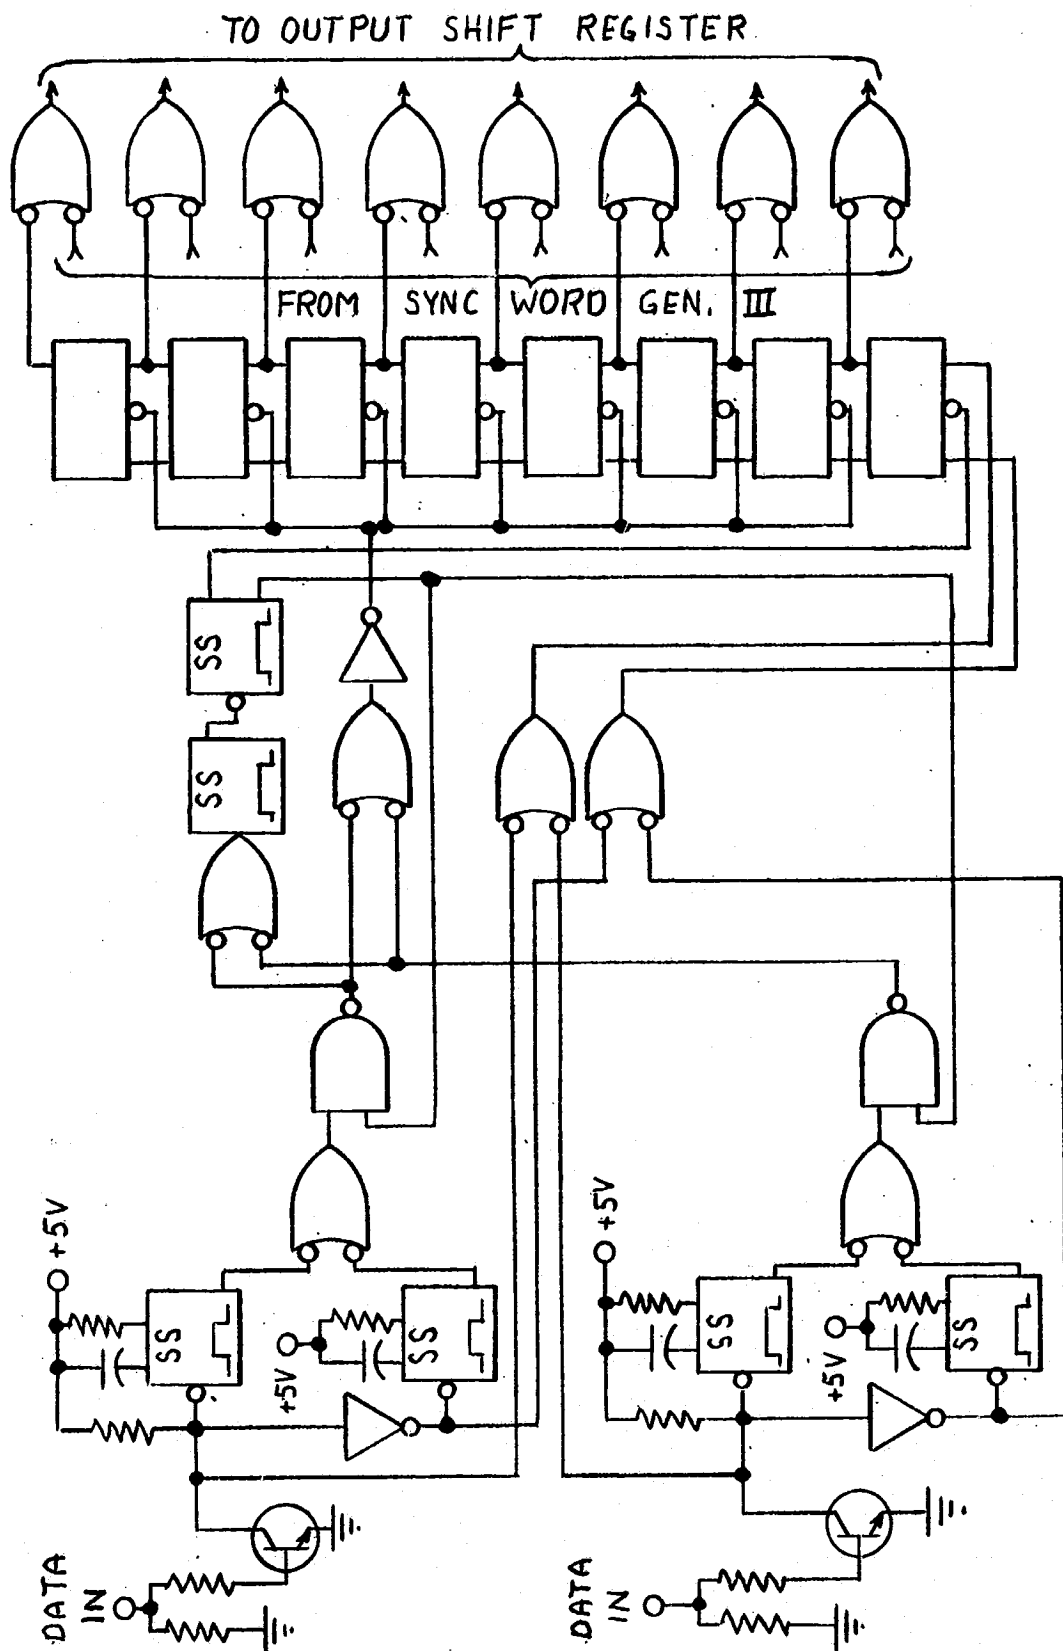 TO OUTPUT SHIFT REGISTER
FROM SYNC WORD GEN. III
SS
SS
+5V
+5V
SS
SS
SS
SS
+5V
+5V
DATA IN
DATA IN